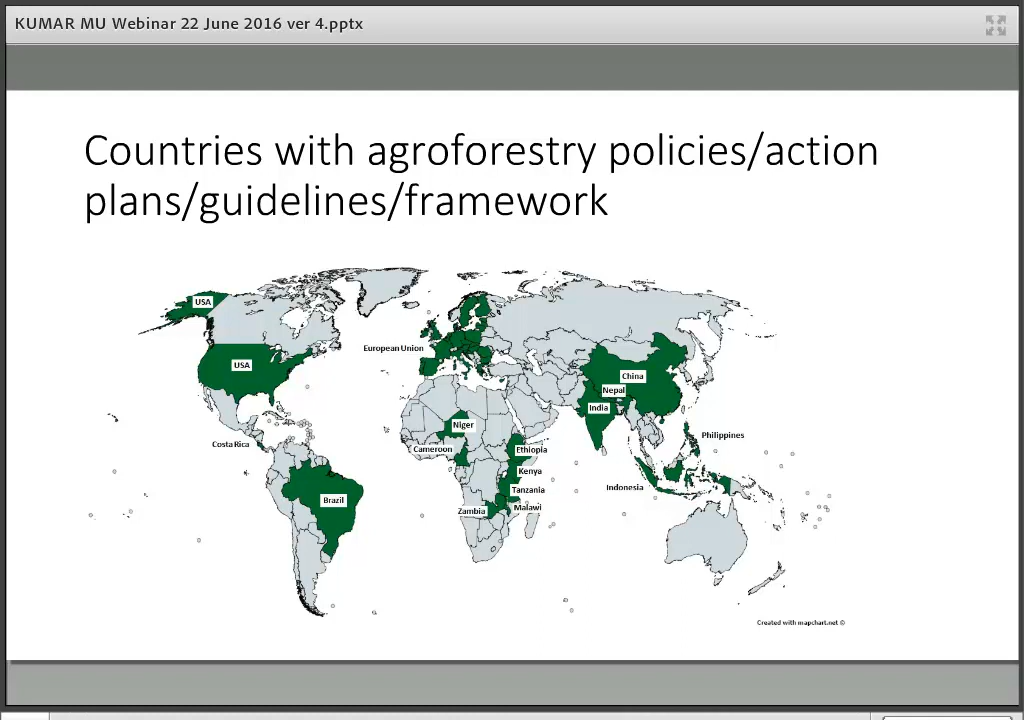 KUMAR MU Webinar 22 June 2016 ver 4.pptx
Countries with agroforestry policies/action
plans/guidelines/framework
USA
European Union
USA
China
Nepal
India
Niger
Philippines
Costa Rica
Cameroon
Ethiopia
Kenya
Indonesia
Tanzania
Brazil
Zambia
Malawi
Created with mapchart.net ©